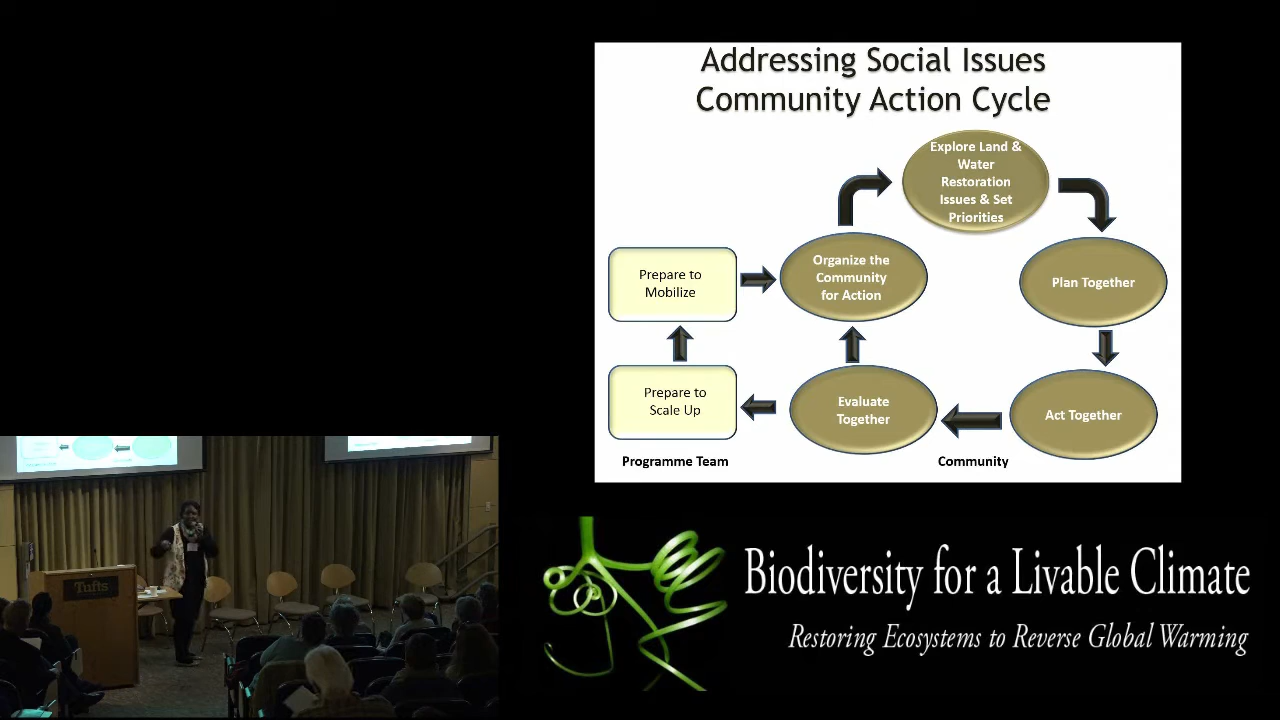 Addressing Social Issues
Community Action Cycle
Explore Land &
Water
Restoration
Issues & Set
Priorities
Organize the
Community
for Action
Prepare to
Mobilize
Plan Together
Prepare to
Scale Up
Evaluate
Together
Act Together
Programme Team
Community
Tufts
Biodiversity for a Livable Climate
Restoring Ecosystems to Reverse Global Warming